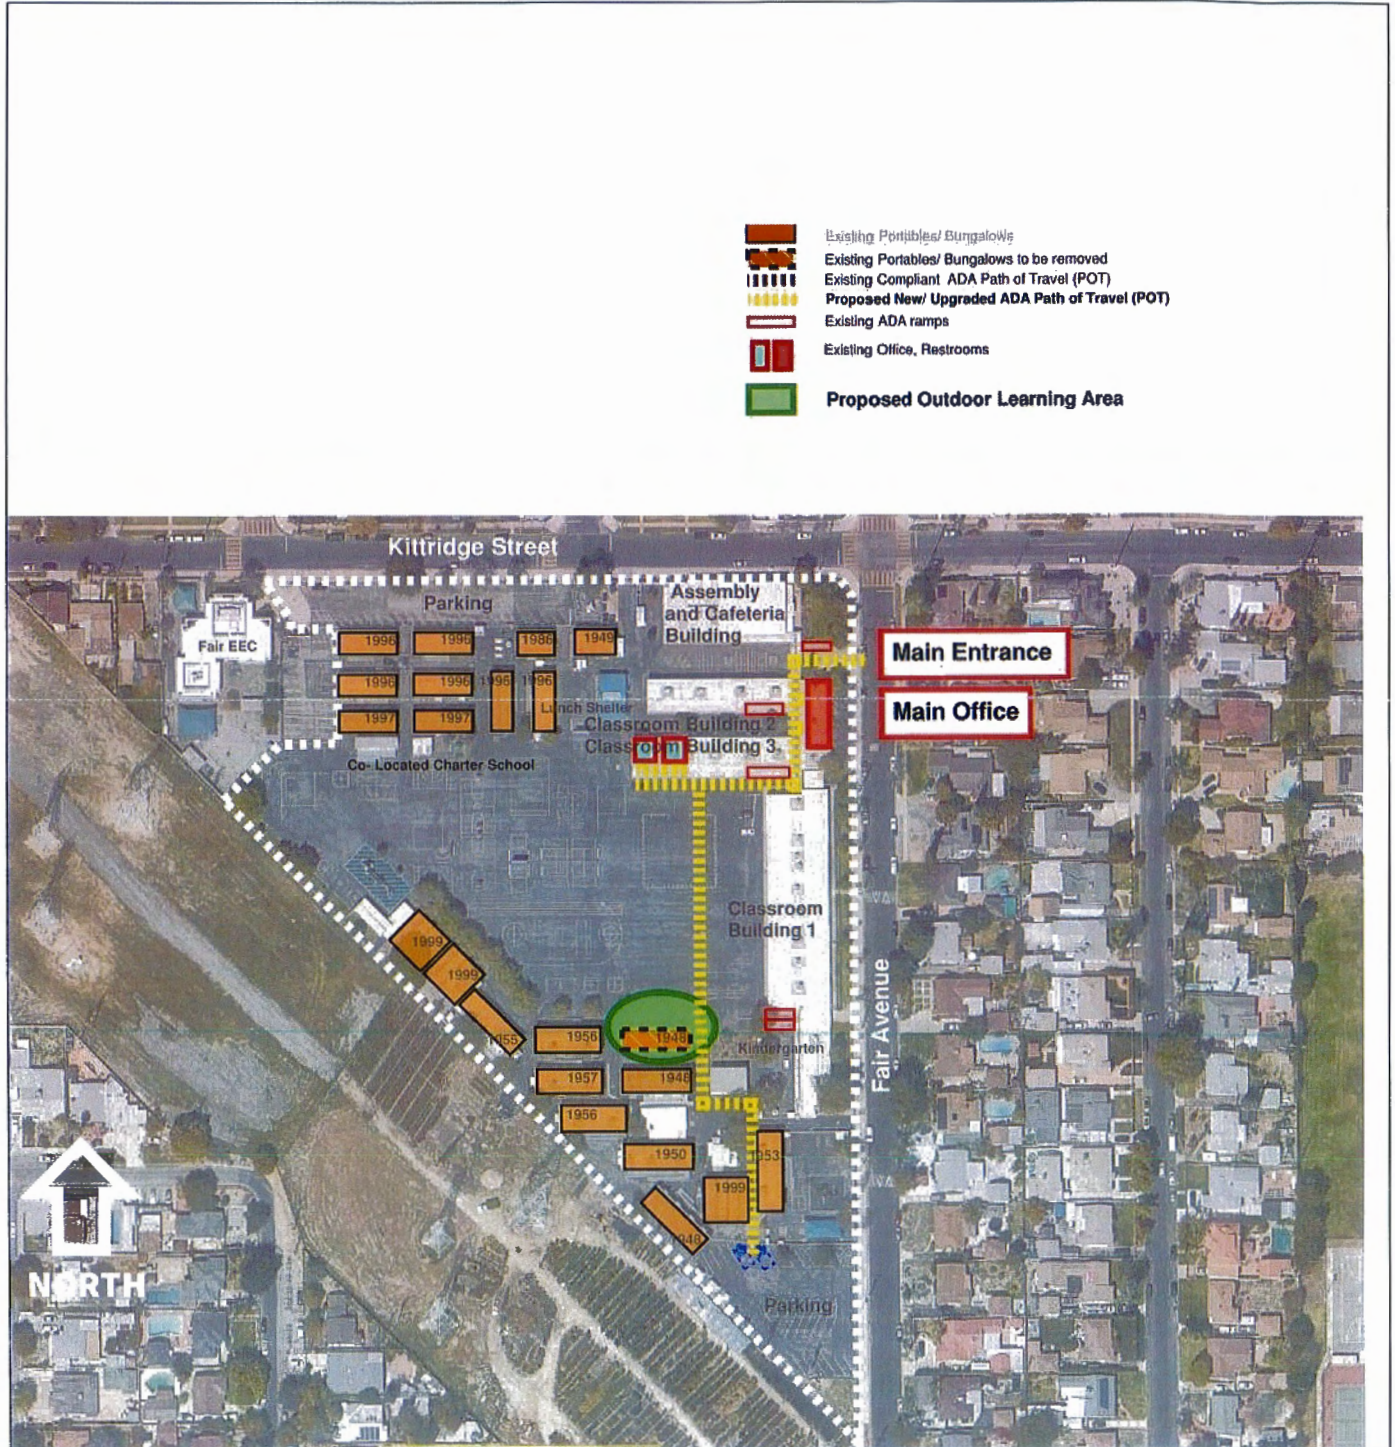 Existing Portables/ Bungalows
Existing Portables/ Bungalows to be removed
Existing Compliant ADA Path of Travel (POT)
Proposed New/ Upgraded ADA Path of Travel (POT)
Existing ADA ramps
Existing Office, Restrooms
Proposed Outdoor Learning Area
Kittridge Street
Parking
Assembly
and Cafeteria
Building
Fair EEC
1996
1996
1986
1949
Main Entrance
1996
1996
1995
1996
Lunch Shelter
Main Office
1997
1997
Classroom Building 2
Classroom Building 3
Co- Located Charter School
Classroom
Building 1
1999
1999
1955
1956
1948
Kindergarten
Fair Avenue
1957
1948
1956
1950
1953
1999
1948
NORTH
Parking